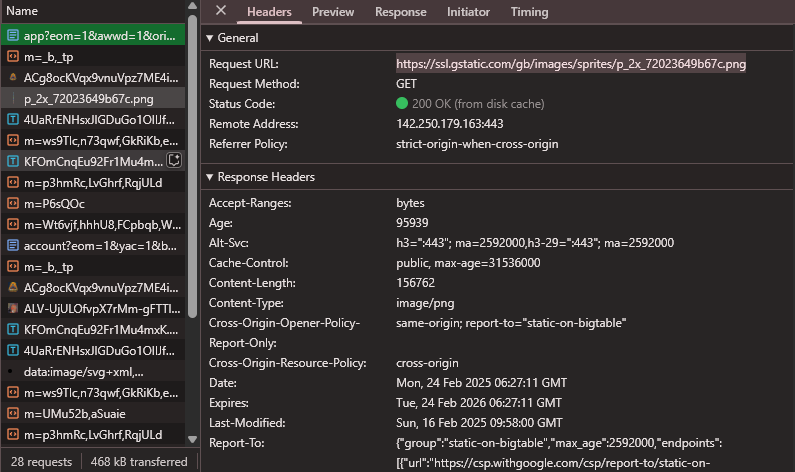 Name
app?eom=1&awwd=1&ori...
m=_b,_tp
ACg8ocKVqx9vnuVpz7ME4i...
p_2x_72023649b67c.png
4UaRrENHsxJlGDuGo1OIlJf...
m=ws9Tlc,n73qwf,GkRiKb,e...
KFOmCnqEu92Fr1Mu4m...
m=p3hmRc,LvGhrf,RqjULd
m=P6sQOc
m=Wt6vjf,hhhU8,FCpbqb,W...
account?eom=1&yac=1&b...
m=_b,_tp
ACg8ocKVqx9vnuVpz7ME4i...
ALV-UjULOfvpX7rMm-gFTTl...
KFOmCnqEu92Fr1Mu4mxK...
4UaRrENHsxJlGDuGo1OIlJf...
data:image/svg+xml,...
m=ws9Tlc,n73qwf,GkRiKb,e...
m=UMu52b,aSuaie
m=p3hmRc,LvGhrf,RqjULd
28 requests 468 kB transferred
Headers Preview Response Initiator Timing
General
Request URL: https://ssl.gstatic.com/gb/images/sprites/p_2x_72023649b67c.png
Request Method: GET
Status Code: 200 OK (from disk cache)
Remote Address: 142.250.179.163:443
Referrer Policy: strict-origin-when-cross-origin
Response Headers
Accept-Ranges: bytes
Age: 95939
Alt-Svc: h3=":443"; ma=2592000,h3-29=":443"; ma=2592000
Cache-Control: public, max-age=31536000
Content-Length: 156762
Content-Type: image/png
Cross-Origin-Opener-Policy- same-origin; report-to="static-on-bigtable"
Report-Only:
Cross-Origin-Resource-Policy: cross-origin
Date: Mon, 24 Feb 2025 06:27:11 GMT
Expires: Tue, 24 Feb 2026 06:27:11 GMT
Last-Modified: Sun, 16 Feb 2025 09:58:00 GMT
Report-To: {"group":"static-on-bigtable","max_age":2592000,"endpoints":
[{"url":"https://csp.withgoogle.com/csp/report-to/static-on-